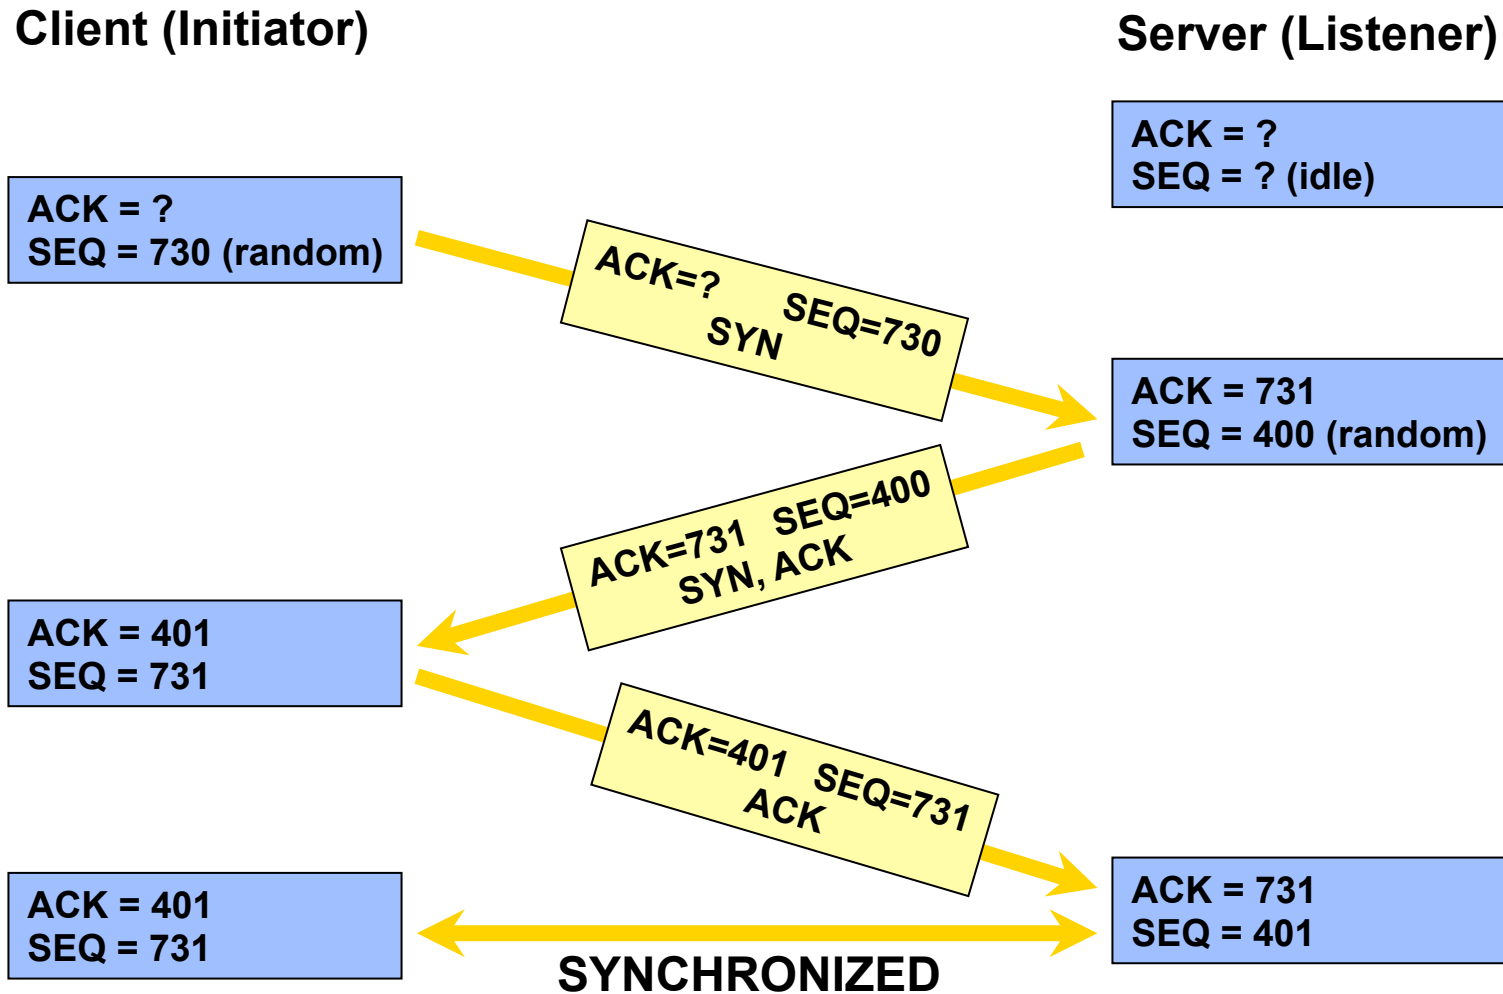 Client (Initiator)
Server (Listener)
ACK = ?
SEQ = ? (idle)
ACK = ?
SEQ = 730 (random)
ACK=? SEQ=730
SYN
ACK = 731
SEQ = 400 (random)
ACK=731 SEQ=400
SYN, ACK
ACK = 401
SEQ = 731
ACK=401 SEQ=731
ACK
ACK = 731
SEQ = 401
ACK = 401
SEQ = 731
SYNCHRONIZED